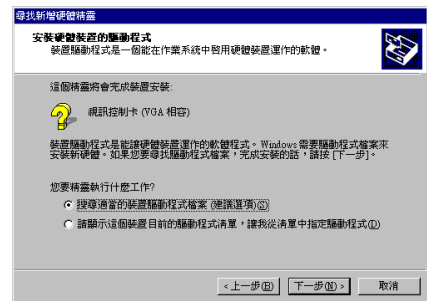 尋找新增硬體精靈
安裝硬體裝置的驅動程式
裝置驅動程式是一個能在作業系統中啟用硬體裝置運作的軟體。
這個精靈將會完成裝置安裝:
視訊控制卡 (VGA 相容)
裝置驅動程式是能讓硬體裝置運作的軟體程式。Windows 需要驅動程式檔案來
安裝新硬體。如果您要尋找驅動程式檔案，完成安裝的話，請按 [下一步]。
您要精靈執行什麼工作?
搜尋適當的裝置驅動程式檔案 (建議選項)(S)
請顯示這個裝置目前的驅動程式清單，讓我從清單中指定驅動程式(D)
< 上一步(B) 下一步(N) > 取消